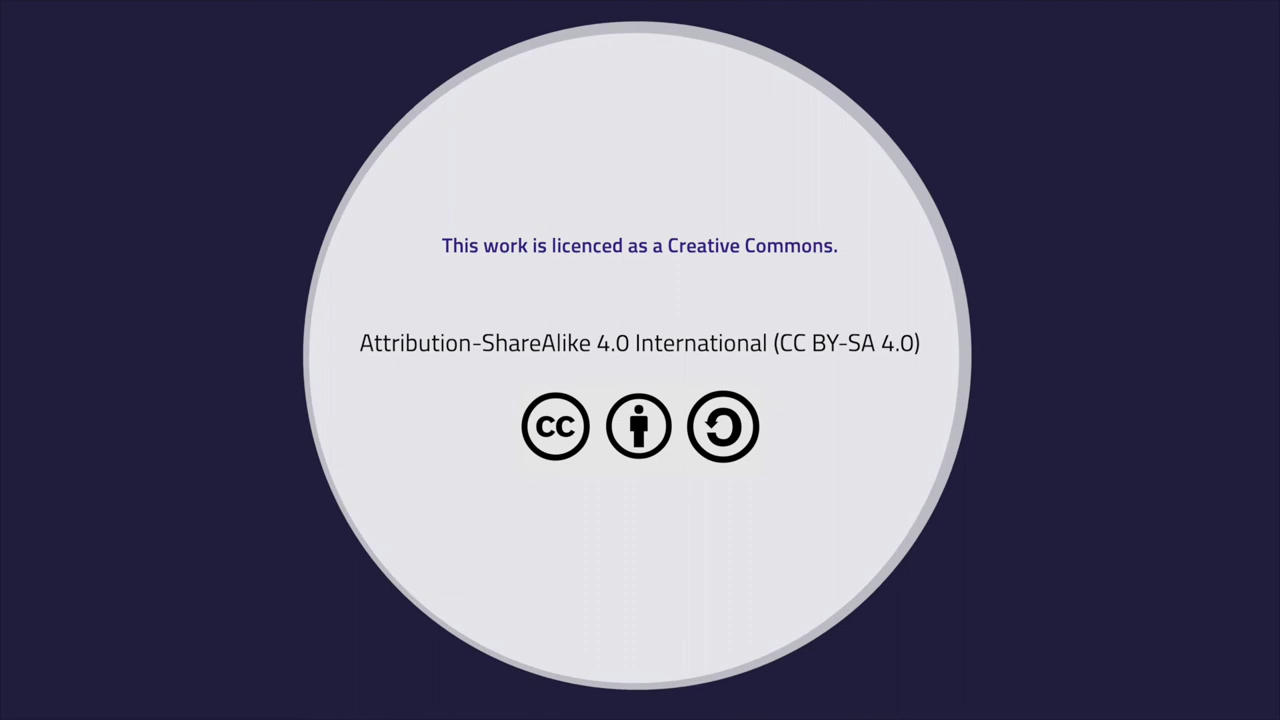 This work is licenced as a Creative Commons.
Attribution-ShareAlike 4.0 International (CC BY-SA 4.0)
cc